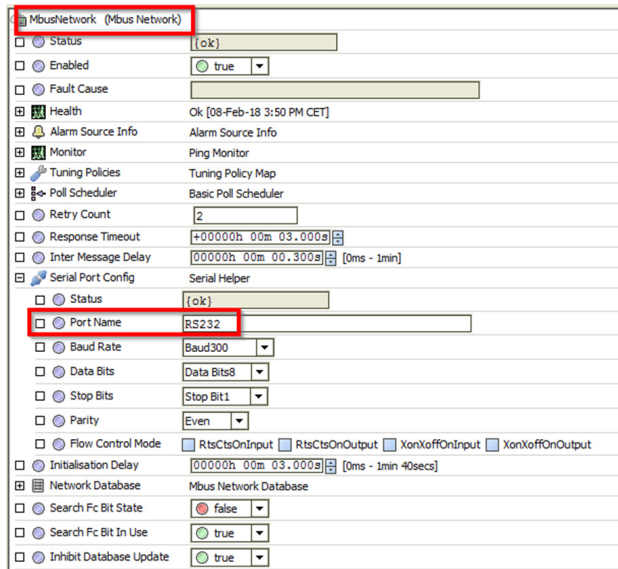 MbusNetwork (Mbus Network)
Status {ok}
Enabled true
Fault Cause
Health Ok [08-Feb-18 3:50 PM CET]
Alarm Source Info Alarm Source Info
Monitor Ping Monitor
Tuning Policies Tuning Policy Map
Poll Scheduler Basic Poll Scheduler
Retry Count 2
Response Timeout +00000h 00m 03.000s
Inter Message Delay 00000h 00m 00.300s [0ms - 1min]
Serial Port Config Serial Helper
Status {ok}
Port Name RS232
Baud Rate Baud300
Data Bits Data Bits8
Stop Bits Stop Bit1
Parity Even
Flow Control Mode RtsCtsOnInput RtsCtsOnOutput XonXoffOnInput XonXoffOnOutput
Initialisation Delay 00000h 00m 03.000s [0ms - 1min 40secs]
Network Database Mbus Network Database
Search Fc Bit State false
Search Fc Bit In Use true
Inhibit Database Update true